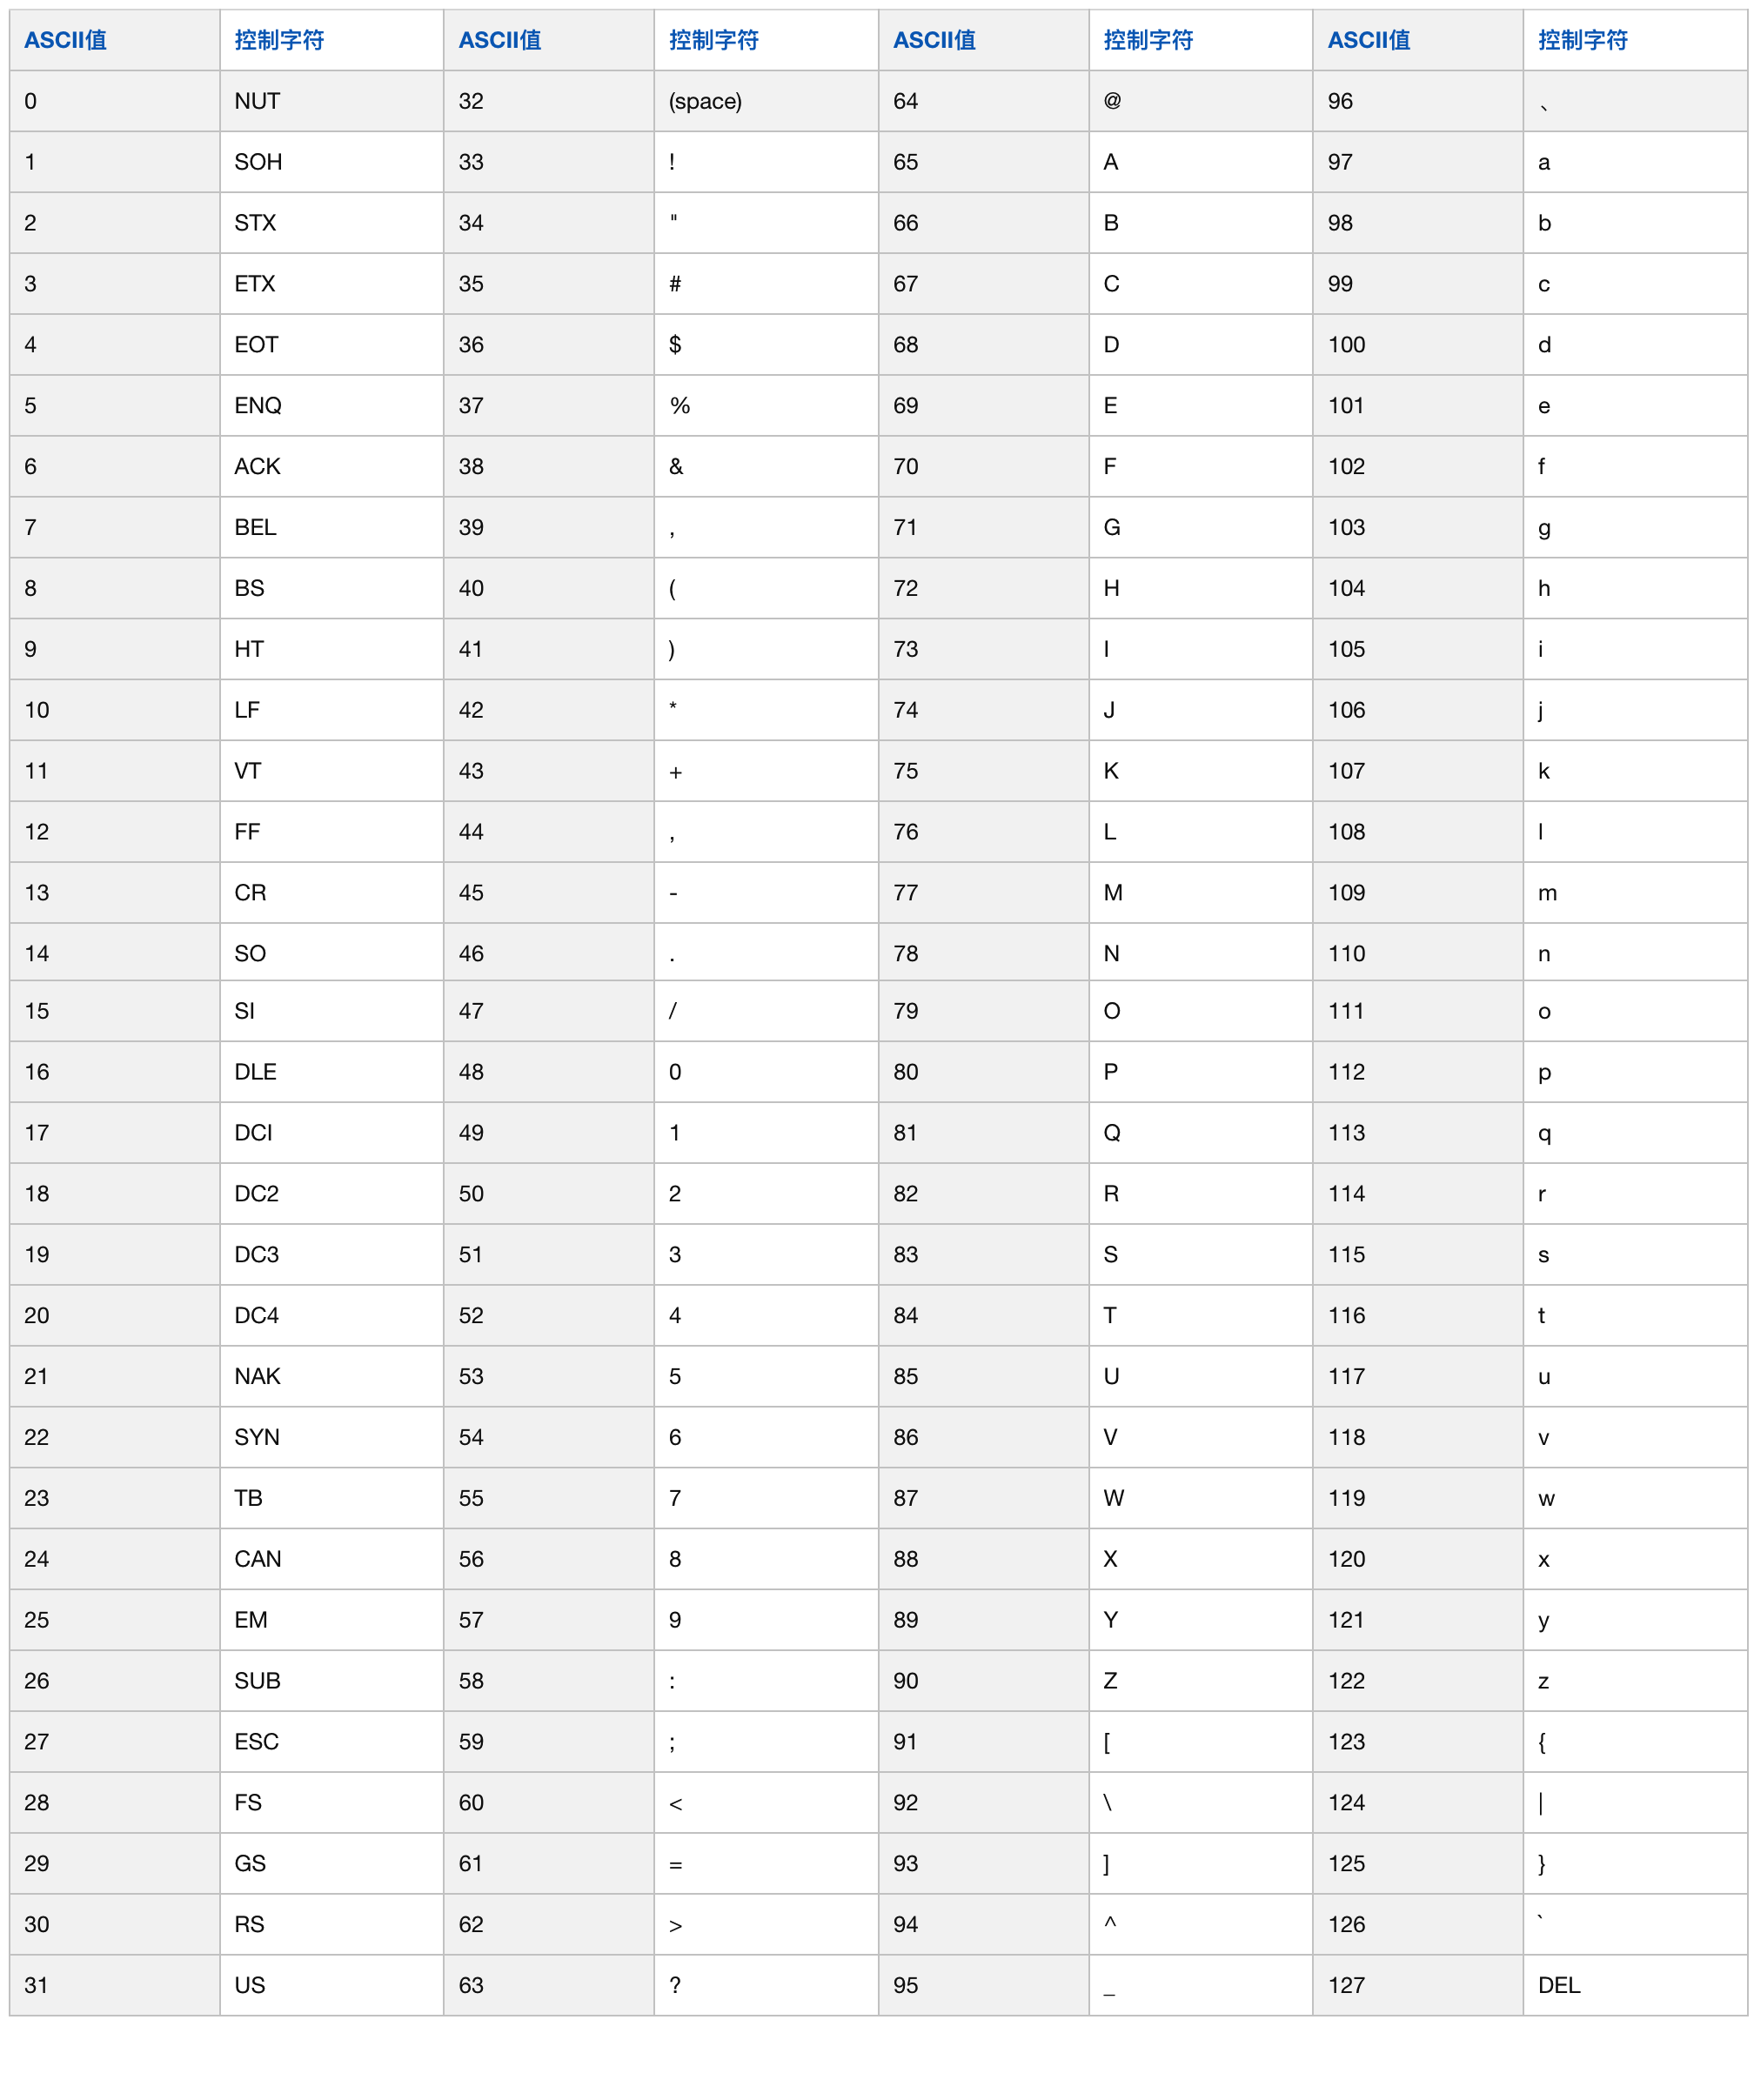 ASCII值 控制字符 ASCII值 控制字符 ASCII值 控制字符 ASCII值 控制字符
0 NUT 32 (space) 64 @ 96 、
1 SOH 33 ! 65 A 97 a
2 STX 34 " 66 B 98 b
3 ETX 35 # 67 C 99 c
4 EOT 36 $ 68 D 100 d
5 ENQ 37 % 69 E 101 e
6 ACK 38 & 70 F 102 f
7 BEL 39 , 71 G 103 g
8 BS 40 ( 72 H 104 h
9 HT 41 ) 73 I 105 i
10 LF 42 * 74 J 106 j
11 VT 43 + 75 K 107 k
12 FF 44 , 76 L 108 l
13 CR 45 - 77 M 109 m
14 SO 46 . 78 N 110 n
15 SI 47 / 79 O 111 o
16 DLE 48 0 80 P 112 p
17 DCI 49 1 81 Q 113 q
18 DC2 50 2 82 R 114 r
19 DC3 51 3 83 S 115 s
20 DC4 52 4 84 T 116 t
21 NAK 53 5 85 U 117 u
22 SYN 54 6 86 V 118 v
23 TB 55 7 87 W 119 w
24 CAN 56 8 88 X 120 x
25 EM 57 9 89 Y 121 y
26 SUB 58 : 90 Z 122 z
27 ESC 59 ; 91 [ 123 {
28 FS 60 < 92 \ 124 |
29 GS 61 = 93 ] 125 }
30 RS 62 > 94 ^ 126 `
31 US 63 ? 95 _ 127 DEL